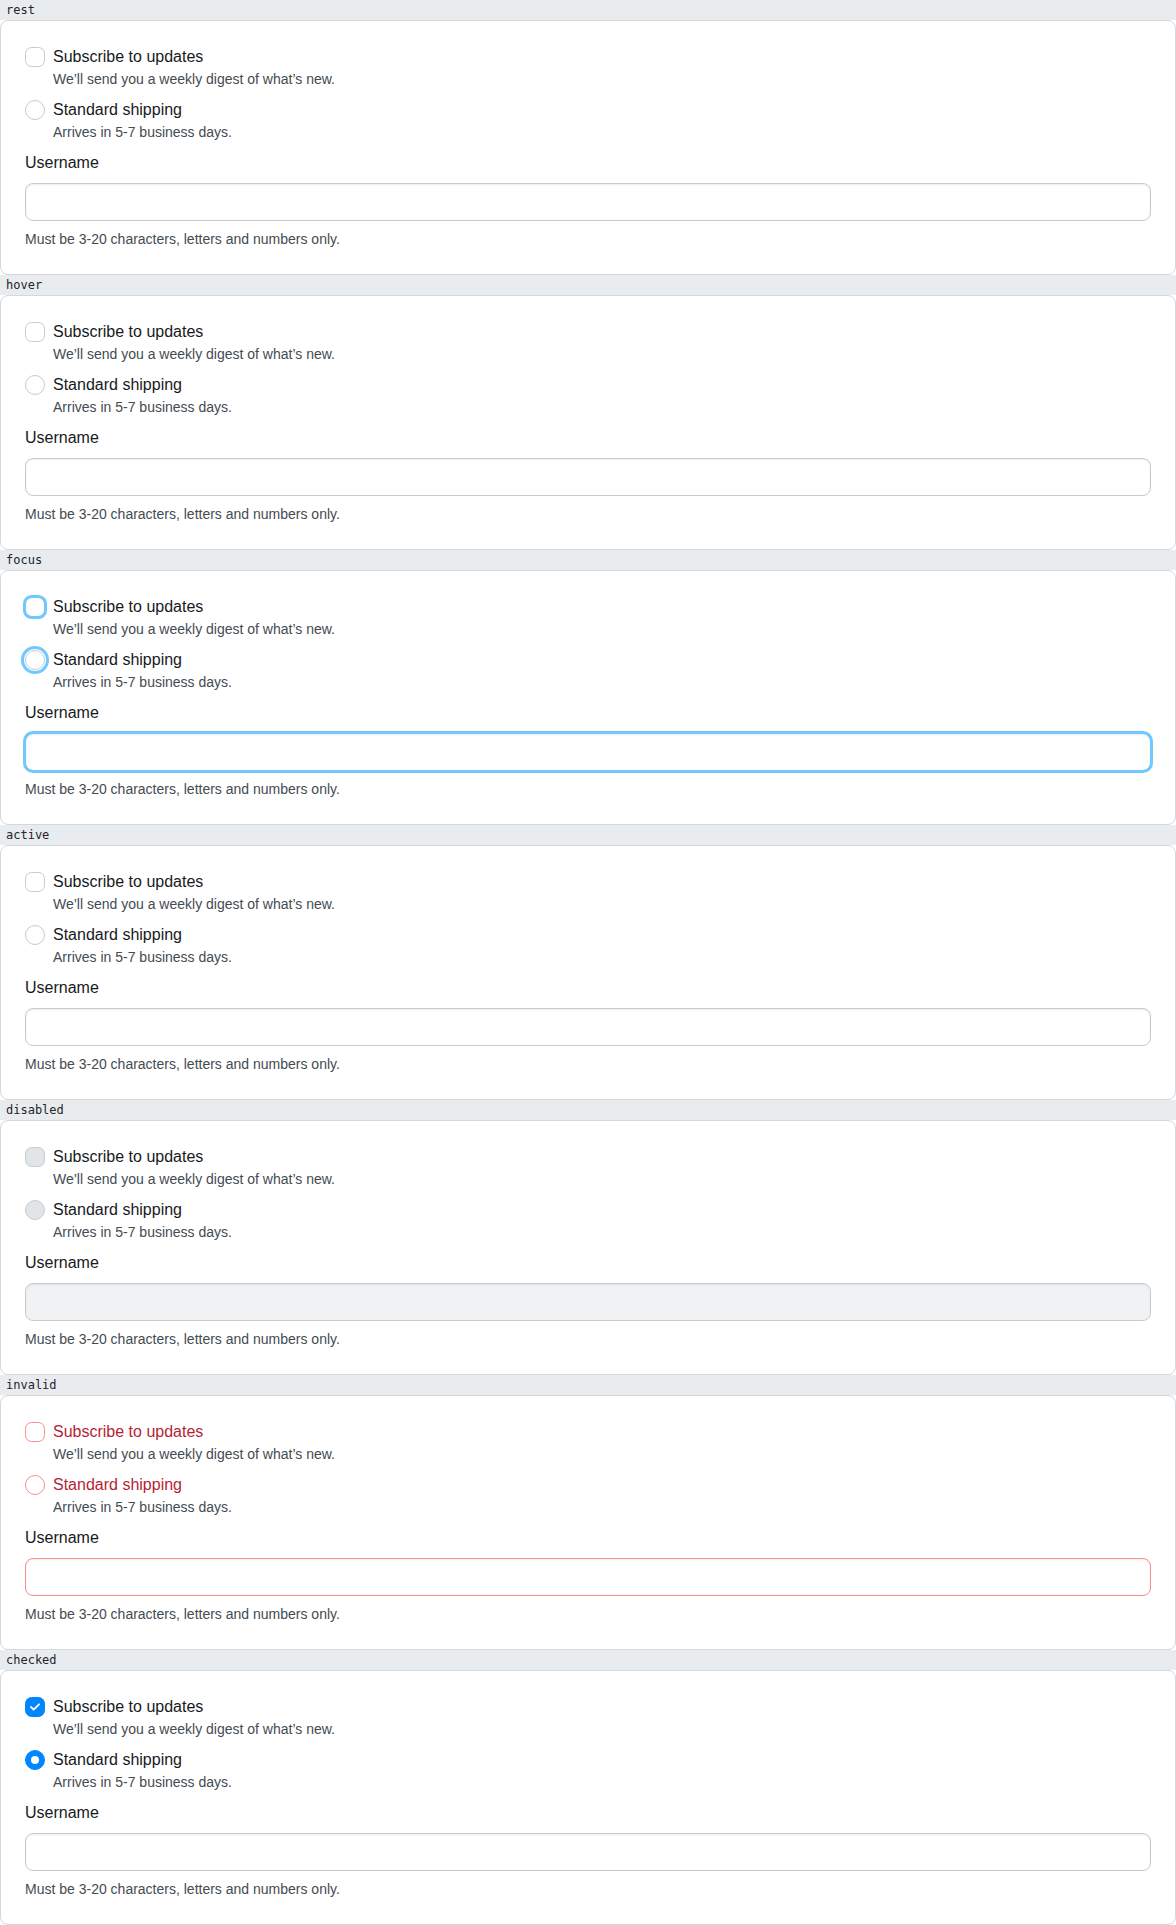 rest
Subscribe to updates
We’ll send you a weekly digest of what’s new.
Standard shipping
Arrives in 5-7 business days.
Username
Must be 3-20 characters, letters and numbers only.
hover
Subscribe to updates
We’ll send you a weekly digest of what’s new.
Standard shipping
Arrives in 5-7 business days.
Username
Must be 3-20 characters, letters and numbers only.
focus
Subscribe to updates
We’ll send you a weekly digest of what’s new.
Standard shipping
Arrives in 5-7 business days.
Username
Must be 3-20 characters, letters and numbers only.
active
Subscribe to updates
We’ll send you a weekly digest of what’s new.
Standard shipping
Arrives in 5-7 business days.
Username
Must be 3-20 characters, letters and numbers only.
disabled
Subscribe to updates
We’ll send you a weekly digest of what’s new.
Standard shipping
Arrives in 5-7 business days.
Username
Must be 3-20 characters, letters and numbers only.
invalid
Subscribe to updates
We’ll send you a weekly digest of what’s new.
Standard shipping
Arrives in 5-7 business days.
Username
Must be 3-20 characters, letters and numbers only.
checked
Subscribe to updates
We’ll send you a weekly digest of what’s new.
Standard shipping
Arrives in 5-7 business days.
Username
Must be 3-20 characters, letters and numbers only.